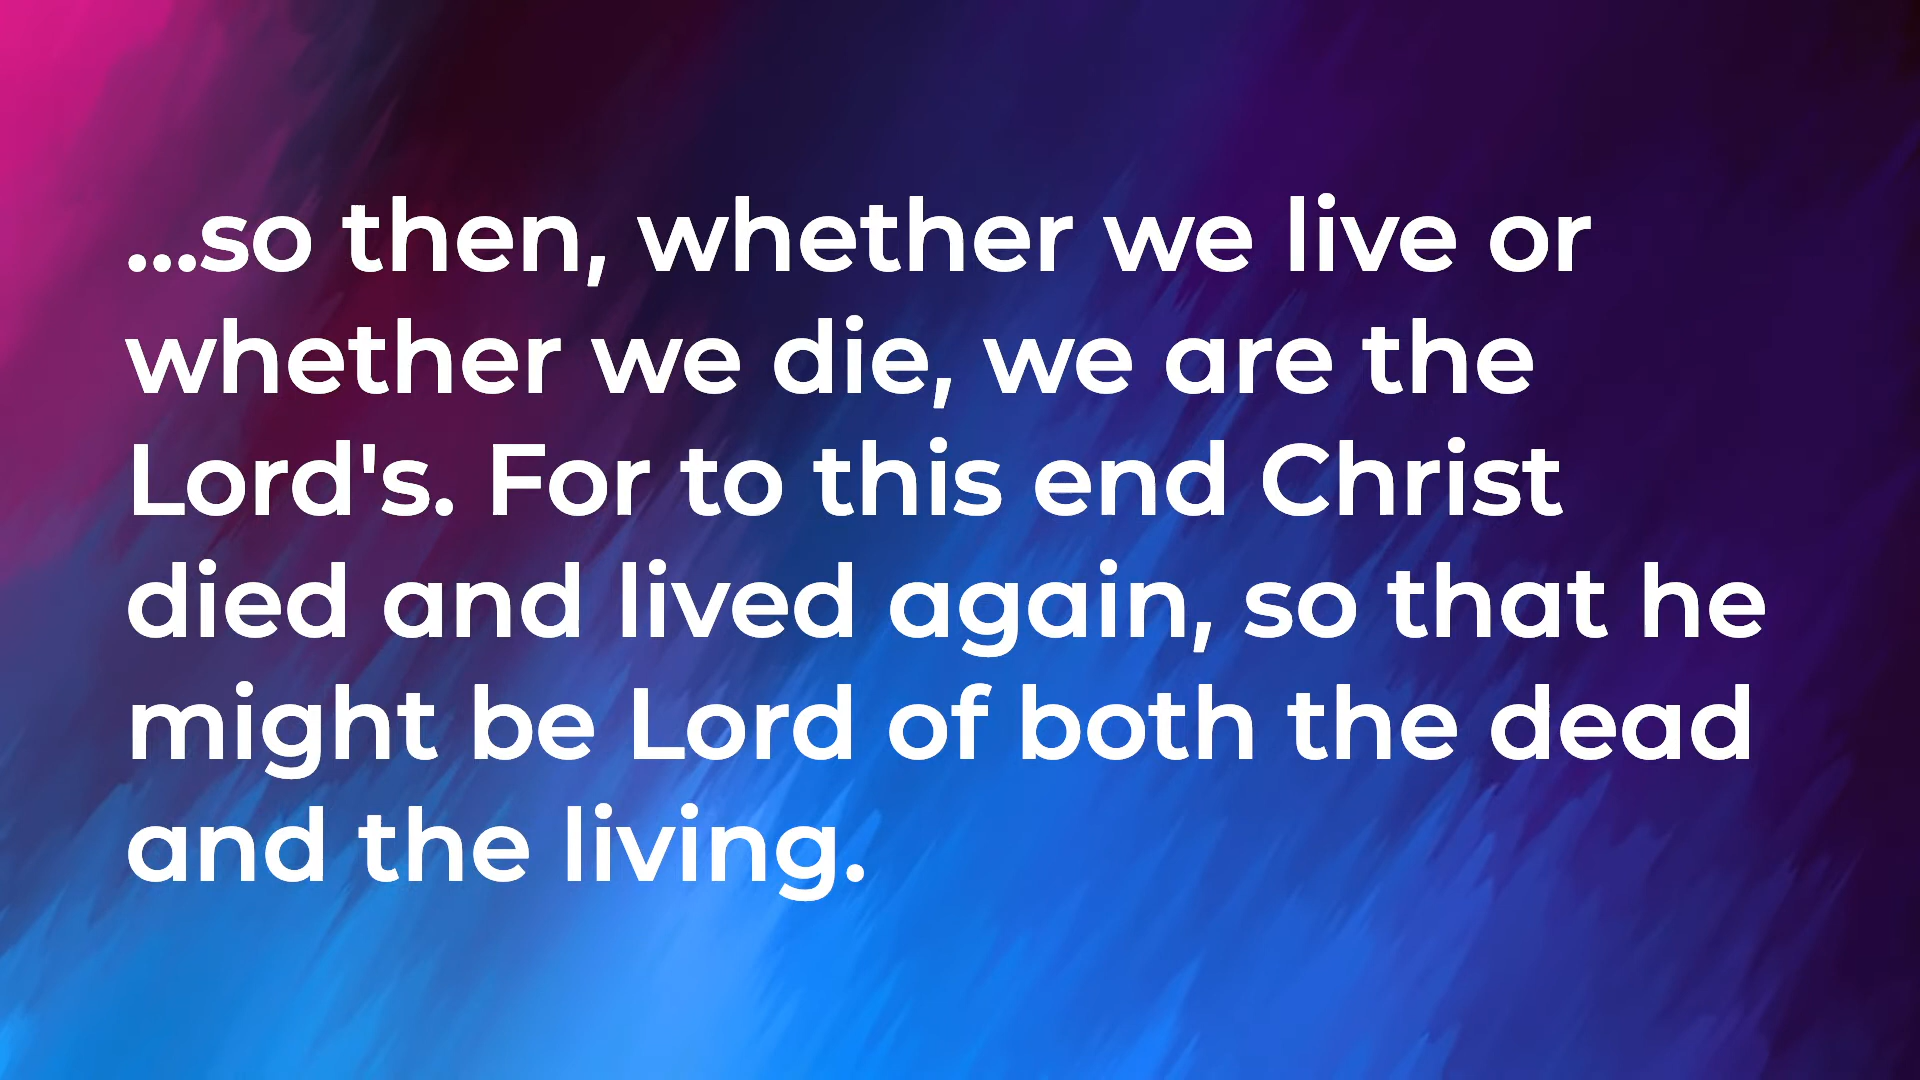 ...so then, whether we live or
whether we die, we are the
Lord's. For to this end Christ
died and lived again, so that he
might be Lord of both the dead
and the living.